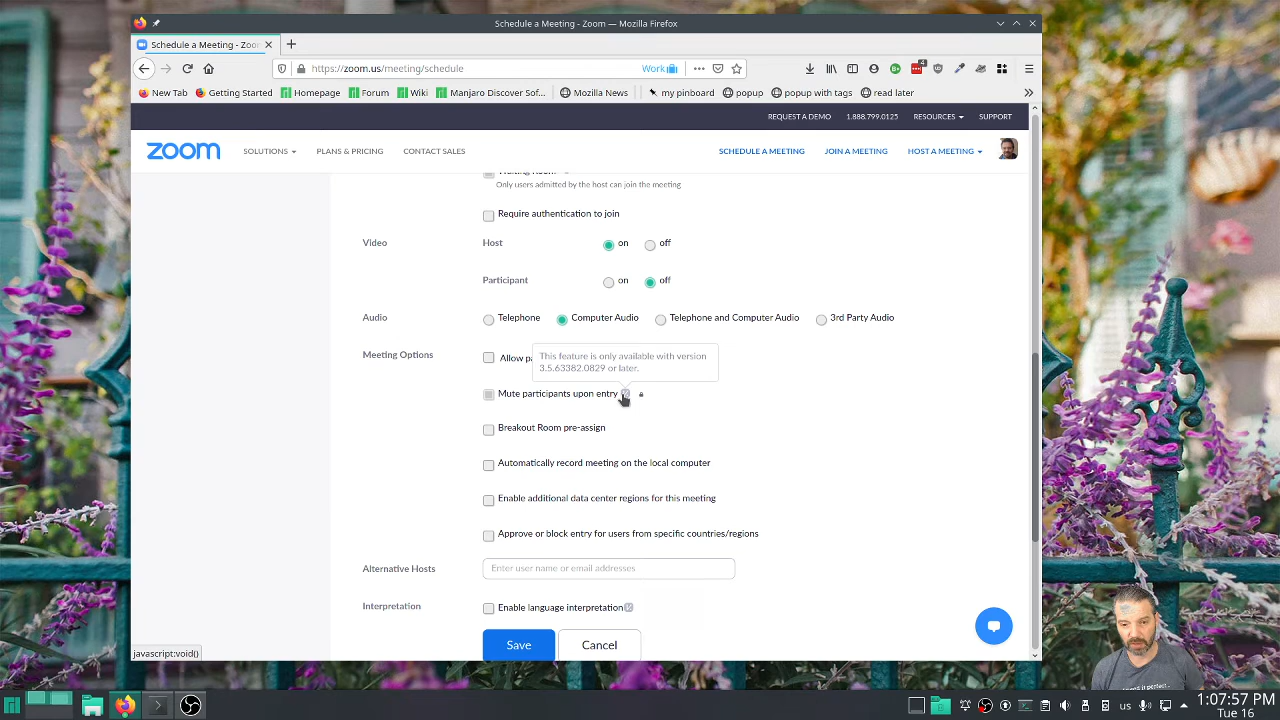 Schedule a Meeting - Zoom — Mozilla Firefox
Schedule a Meeting - Zoo
https://zoom.us/meeting/schedule
Work
New Tab
Getting Started
Homepage
Forum
Wiki
Manjaro Discover Sof...
Mozilla News
my pinboard
popup
popup with tags
read later
REQUEST A DEMO
1.888.799.0125
RESOURCES
SUPPORT
zoom
SOLUTIONS
PLANS & PRICING
CONTACT SALES
SCHEDULE A MEETING
JOIN A MEETING
HOST A MEETING
Waiting Room
Only users admitted by the host can join the meeting
Require authentication to join
Video
Host
on
off
Participant
on
off
Audio
Telephone
Computer Audio
Telephone and Computer Audio
3rd Party Audio
Meeting Options
Allow pa
This feature is only available with version
3.5.63382.0829 or later.
Mute participants upon entry
Breakout Room pre-assign
Automatically record meeting on the local computer
Enable additional data center regions for this meeting
Approve or block entry for users from specific countries/regions
Alternative Hosts
Enter user name or email addresses
Interpretation
Enable language interpretation
Save
Cancel
javascript:void()
us
1:07:57 PM
Tue 16